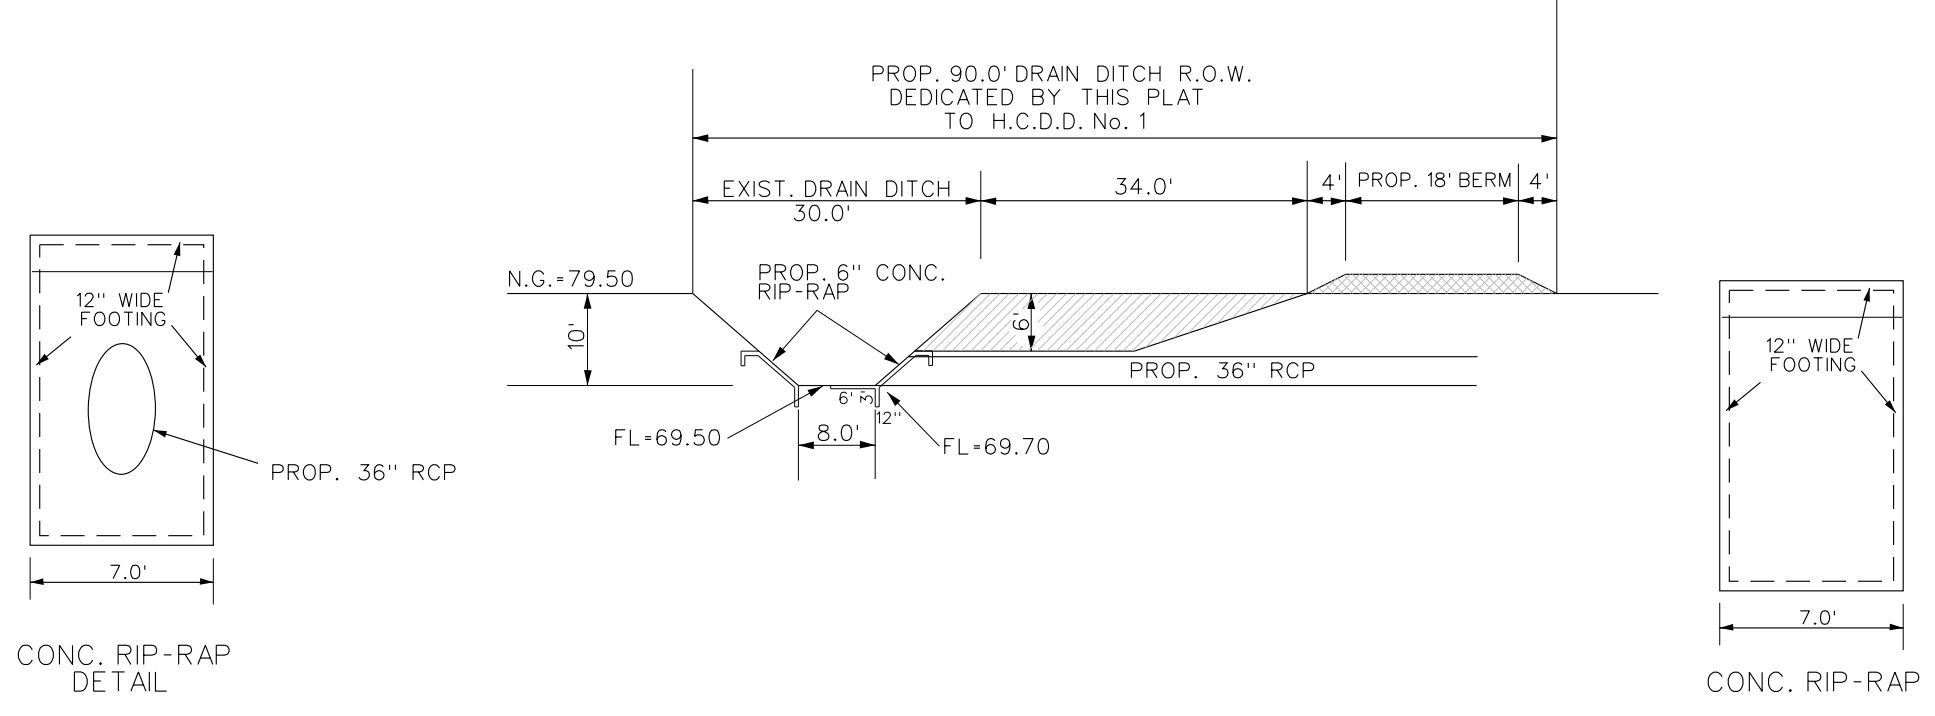 PROP. 90.0' DRAIN DITCH R.O.W.
DEDICATED BY THIS PLAT
TO H.C.D.D. No. 1
EXIST. DRAIN DITCH
30.0'
34.0'
4'
PROP. 18' BERM
4'
N.G.=79.50
PROP. 6" CONC.
RIP-RAP
10'
6'
PROP. 36" RCP
6'
3'
12"
FL=69.50
8.0'
FL=69.70
12" WIDE
FOOTING
PROP. 36" RCP
7.0'
CONC. RIP-RAP
DETAIL
12" WIDE
FOOTING
7.0'
CONC. RIP-RAP